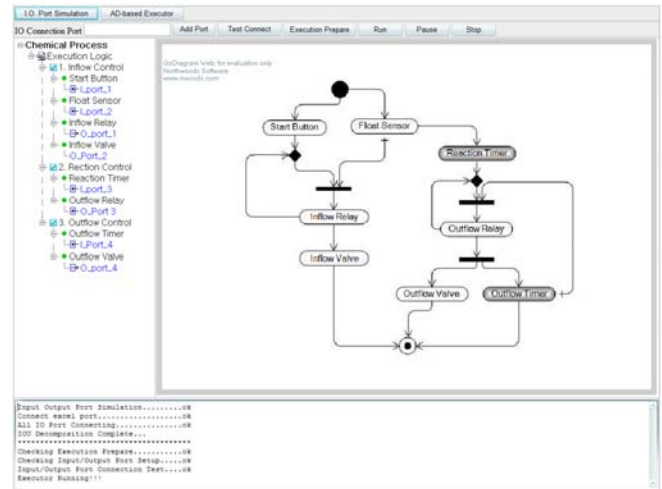 I.O. Port Simulation
AD-based Executor
IO Connection Port
Add Port
Test Connect
Execution Prepare
Run
Pause
Stop
Chemical Process
Execution Logic
1. Inflow Control
Start Button
I_port_1
Float Sensor
I_port_2
Inflow Relay
O_port_1
Inflow Valve
O_Port_2
2. Rection Control
Reaction Timer
I_port_3
Outflow Relay
O_Port 3
3. Outflow Control
Outflow Timer
I_Port_4
Outflow Valve
O_port_4
GoDiagram Web, for evaluation only
Northwoods Software
www.nwoods.com
Start Button
Float Sensor
Reaction Timer
Inflow Relay
Outflow Relay
Inflow Valve
Outflow Valve
Outflow Timer
Input Output Port Simulation.........ok
Connect excel port.................ok
All IO Port Connecting..............ok
IOU Decomposition Complete...
****************************************
Checking Execution Prepare..........ok
Checking Input/Output Port Setup.....ok
Input/Output Port Connection Test....ok
Executor Running!!!